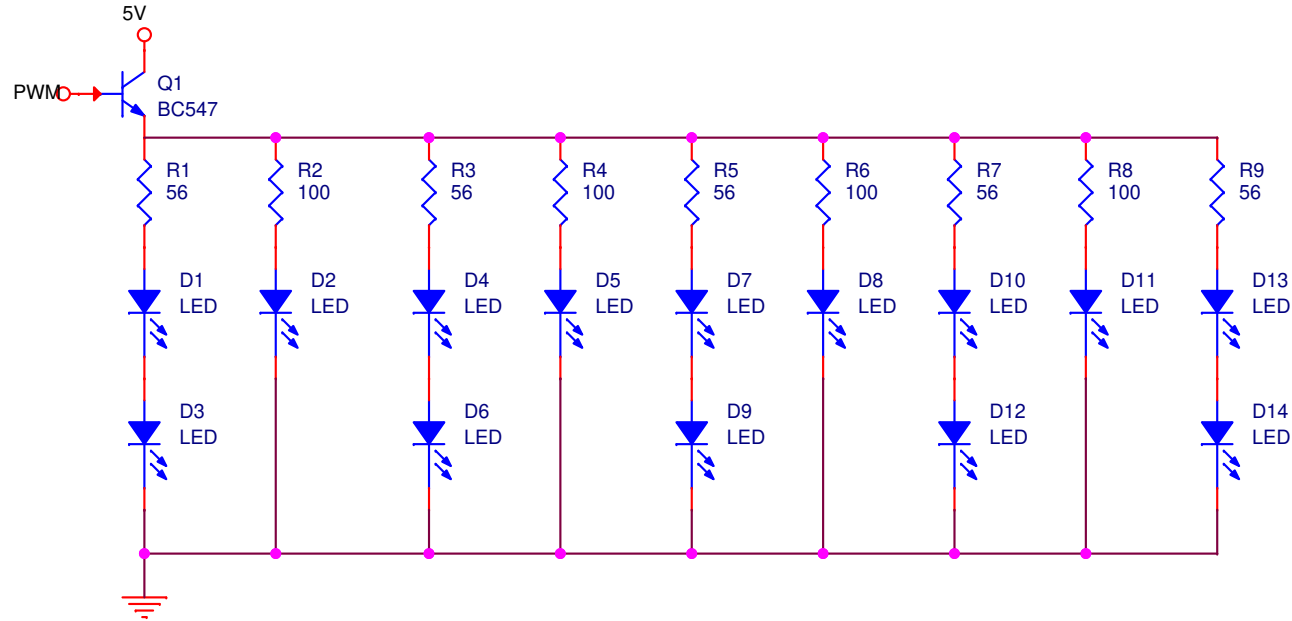 5V
PWM
Q1
BC547
R1
56
R2
100
R3
56
R4
100
R5
56
R6
100
R7
56
R8
100
R9
56
D1
LED
D2
LED
D4
LED
D5
LED
D7
LED
D8
LED
D10
LED
D11
LED
D13
LED
D3
LED
D6
LED
D9
LED
D12
LED
D14
LED